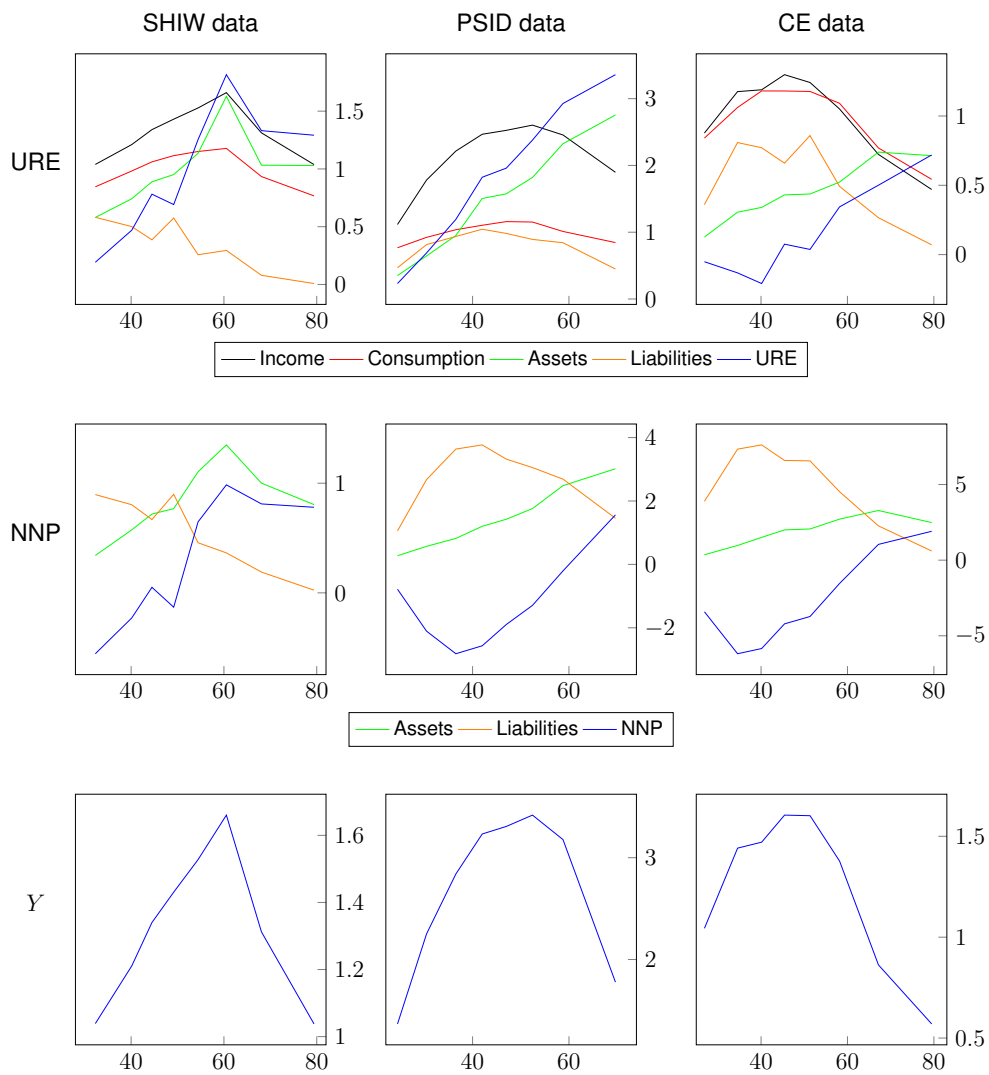 SHIW data PSID data CE data
URE
1.5
1
0.5
0
40 60 80
3
2
1
0
40 60
1
0.5
0
40 60 80
Income Consumption Assets Liabilities URE
NNP
1
0
40 60 80
4
2
0
−2
40 60
5
0
−5
40 60 80
Assets Liabilities NNP
Y
1.6
1.4
1.2
1
40 60 80
3
2
40 60
1.5
1
0.5
40 60 80